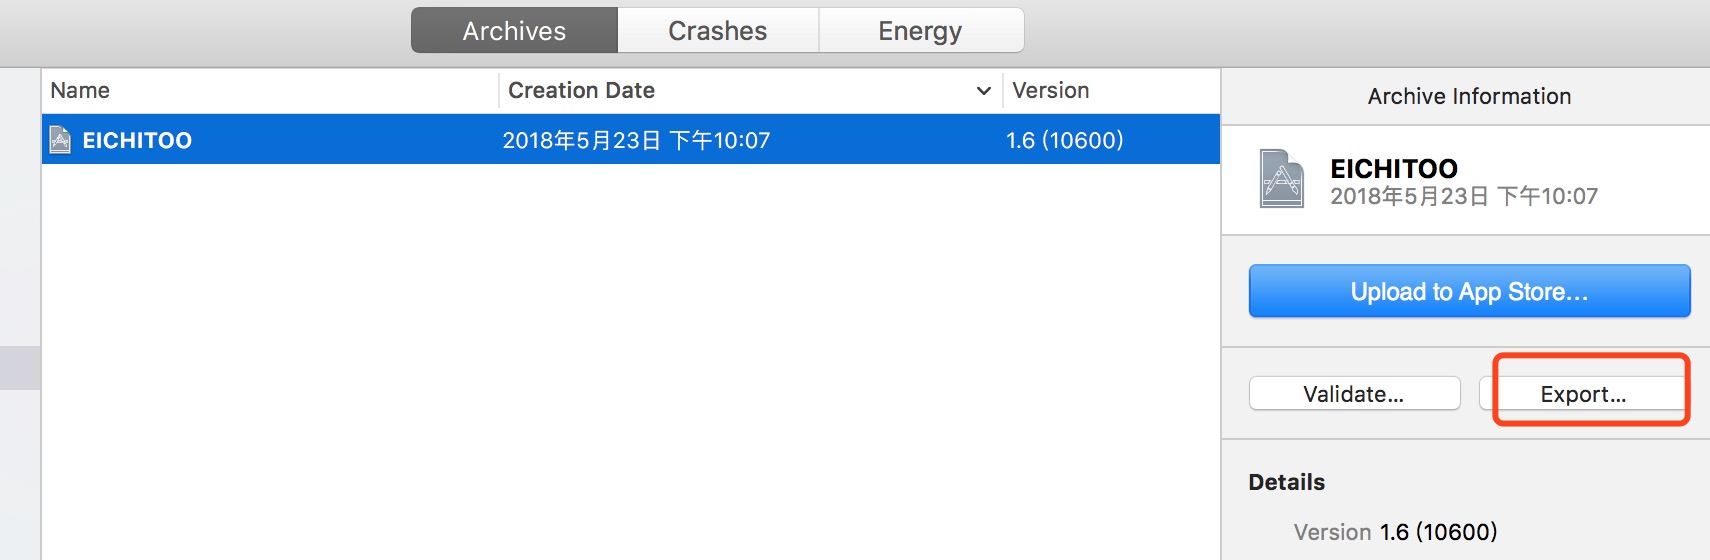 Archives Crashes Energy
Name Creation Date Version
EICHITOO 2018年5月23日 下午10:07 1.6 (10600)
Archive Information
EICHITOO
2018年5月23日 下午10:07
Upload to App Store...
Validate... Export...
Details
Version 1.6 (10600)